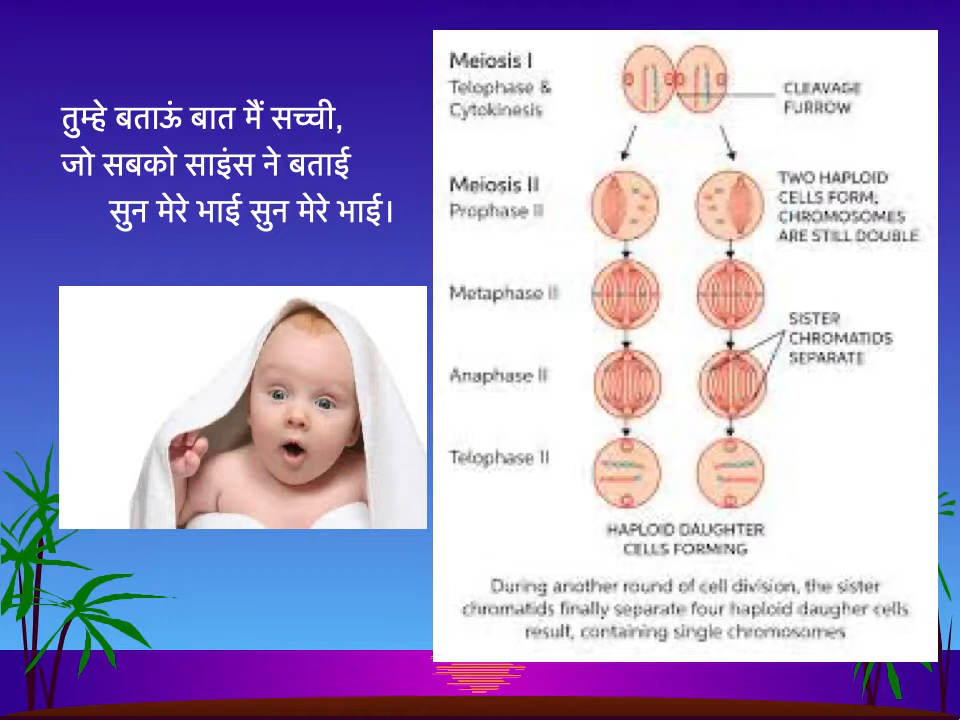 तुम्हे बताऊं बात मैं सच्ची,
जो सबको साइंस ने बताई
सुन मेरे भाई सुन मेरे भाई।
Meiosis I
Telophase &
Cytokinesis
CLEAVAGE
FURROW
Meiosis II
Prophase II
TWO HAPLOID
CELLS FORM;
CHROMOSOMES
ARE STILL DOUBLE
Metaphase II
SISTER
CHROMATIDS
SEPARATE
Anaphase II
Telophase II
HAPLOID DAUGHTER
CELLS FORMING
During another round of cell division, the sister
chromatids finally separate four haploid daugher cells
result, containing single chromosomes